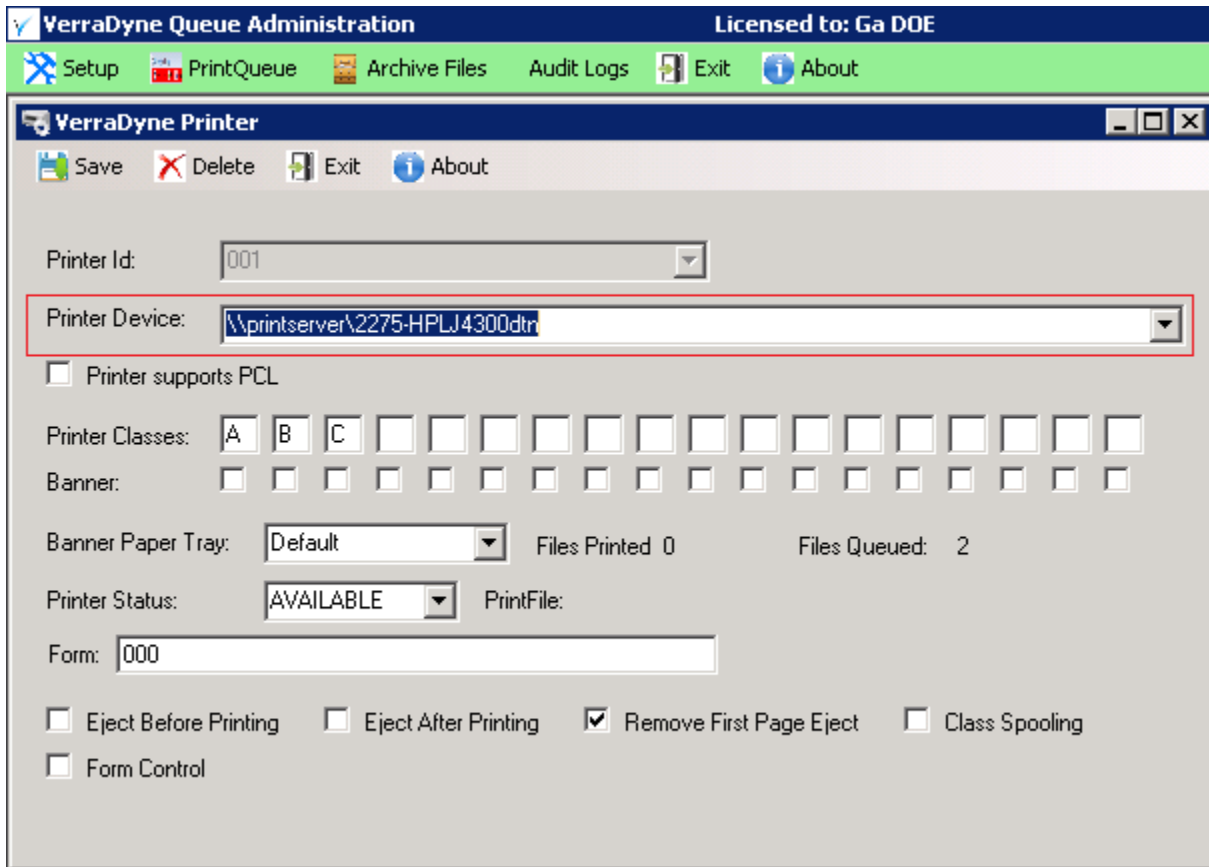 VerraDyne Queue Administration Licensed to: Ga DOE
Setup PrintQueue Archive Files Audit Logs Exit About
VerraDyne Printer
Save Delete Exit About
Printer Id: 001
Printer Device: \\printserver\2275-HPLJ4300dtn
Printer supports PCL
Printer Classes: A B C
Banner:
Banner Paper Tray: Default Files Printed 0 Files Queued: 2
Printer Status: AVAILABLE PrintFile:
Form: 000
Eject Before Printing Eject After Printing Remove First Page Eject Class Spooling
Form Control